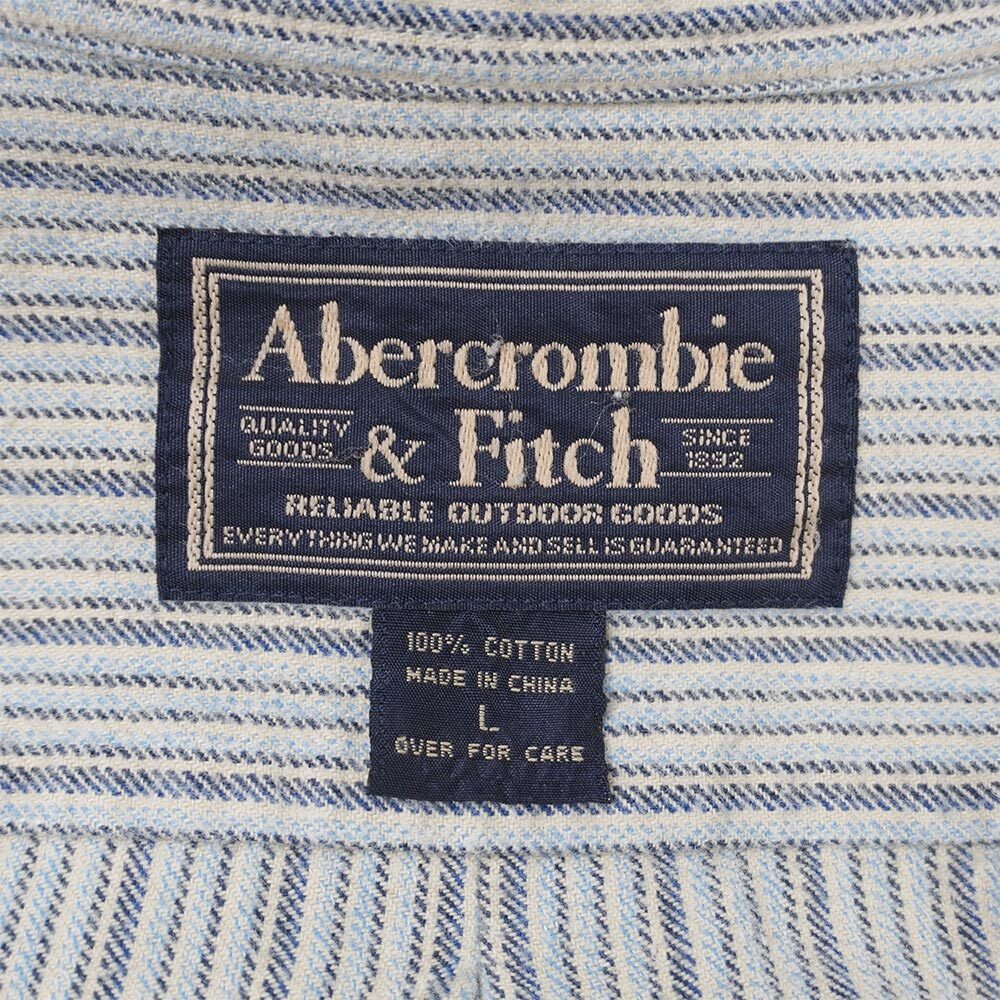 Abercrombie
QUALITY GOODS & Fitch SINCE 1892
RELIABLE OUTDOOR GOODS
EVERYTHING WE MAKE AND SELL IS GUARANTEED
100% COTTON
MADE IN CHINA
L
OVER FOR CARE